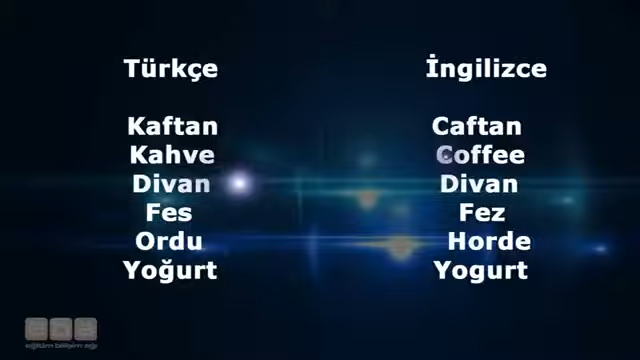 Türkçe İngilizce
Kaftan Caftan
Kahve Coffee
Divan Divan
Fes Fez
Ordu Horde
Yoğurt Yogurt